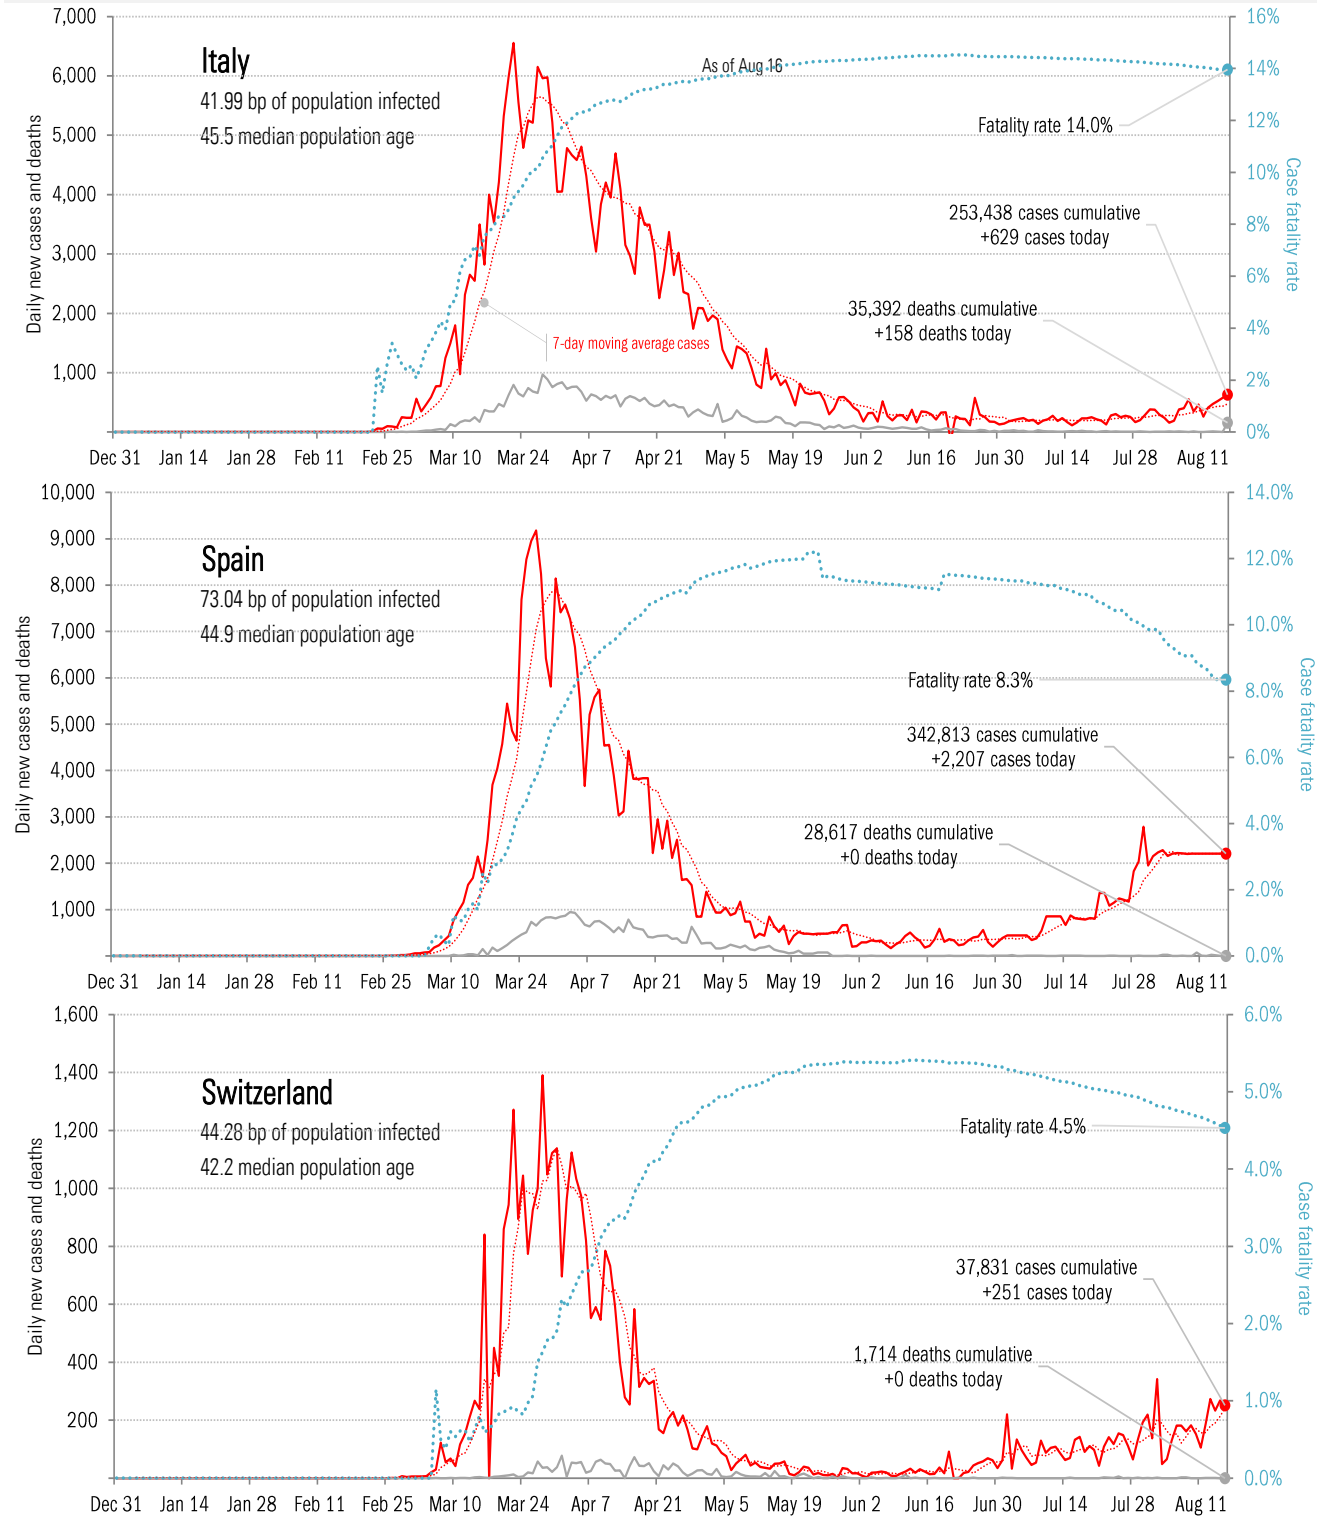 7,000
6,000
5,000
4,000
3,000
2,000
1,000
Daily new cases and deaths
Italy
41.99 bp of population infected
45.5 median population age
As of Aug 16
7-day moving average cases
Fatality rate 14.0%
253,438 cases cumulative
+629 cases today
35,392 deaths cumulative
+158 deaths today
16%
14%
12%
10%
8%
6%
4%
2%
0%
Case fatality rate
Dec 31 Jan 14 Jan 28 Feb 11 Feb 25 Mar 10 Mar 24 Apr 7 Apr 21 May 5 May 19 Jun 2 Jun 16 Jun 30 Jul 14 Jul 28 Aug 11
10,000
9,000
8,000
7,000
6,000
5,000
4,000
3,000
2,000
1,000
Daily new cases and deaths
Spain
73.04 bp of population infected
44.9 median population age
Fatality rate 8.3%
342,813 cases cumulative
+2,207 cases today
28,617 deaths cumulative
+0 deaths today
14.0%
12.0%
10.0%
8.0%
6.0%
4.0%
2.0%
0.0%
Case fatality rate
Dec 31 Jan 14 Jan 28 Feb 11 Feb 25 Mar 10 Mar 24 Apr 7 Apr 21 May 5 May 19 Jun 2 Jun 16 Jun 30 Jul 14 Jul 28 Aug 11
1,600
1,400
1,200
1,000
800
600
400
200
Daily new cases and deaths
Switzerland
44.28 bp of population infected
42.2 median population age
Fatality rate 4.5%
37,831 cases cumulative
+251 cases today
1,714 deaths cumulative
+0 deaths today
6.0%
5.0%
4.0%
3.0%
2.0%
1.0%
0.0%
Case fatality rate
Dec 31 Jan 14 Jan 28 Feb 11 Feb 25 Mar 10 Mar 24 Apr 7 Apr 21 May 5 May 19 Jun 2 Jun 16 Jun 30 Jul 14 Jul 28 Aug 11